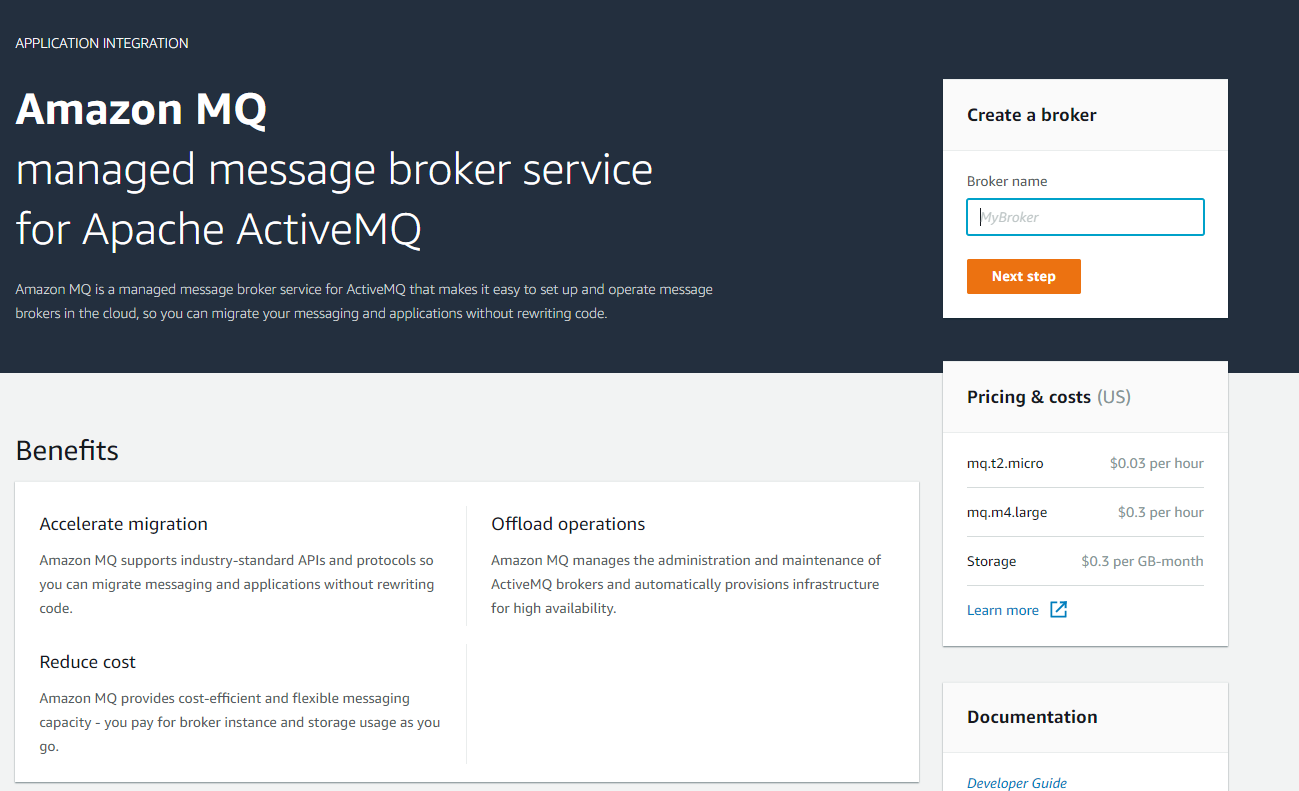 APPLICATION INTEGRATION
Amazon MQ
managed message broker service
for Apache ActiveMQ
Amazon MQ is a managed message broker service for ActiveMQ that makes it easy to set up and operate message
brokers in the cloud, so you can migrate your messaging and applications without rewriting code.
Create a broker
Broker name
MyBroker
Next step
Pricing & costs (US)
mq.t2.micro $0.03 per hour
mq.m4.large $0.3 per hour
Storage $0.3 per GB-month
Learn more
Benefits
Accelerate migration
Amazon MQ supports industry-standard APIs and protocols so
you can migrate messaging and applications without rewriting
code.
Offload operations
Amazon MQ manages the administration and maintenance of
ActiveMQ brokers and automatically provisions infrastructure
for high availability.
Reduce cost
Amazon MQ provides cost-efficient and flexible messaging
capacity - you pay for broker instance and storage usage as you
go.
Documentation
Developer Guide